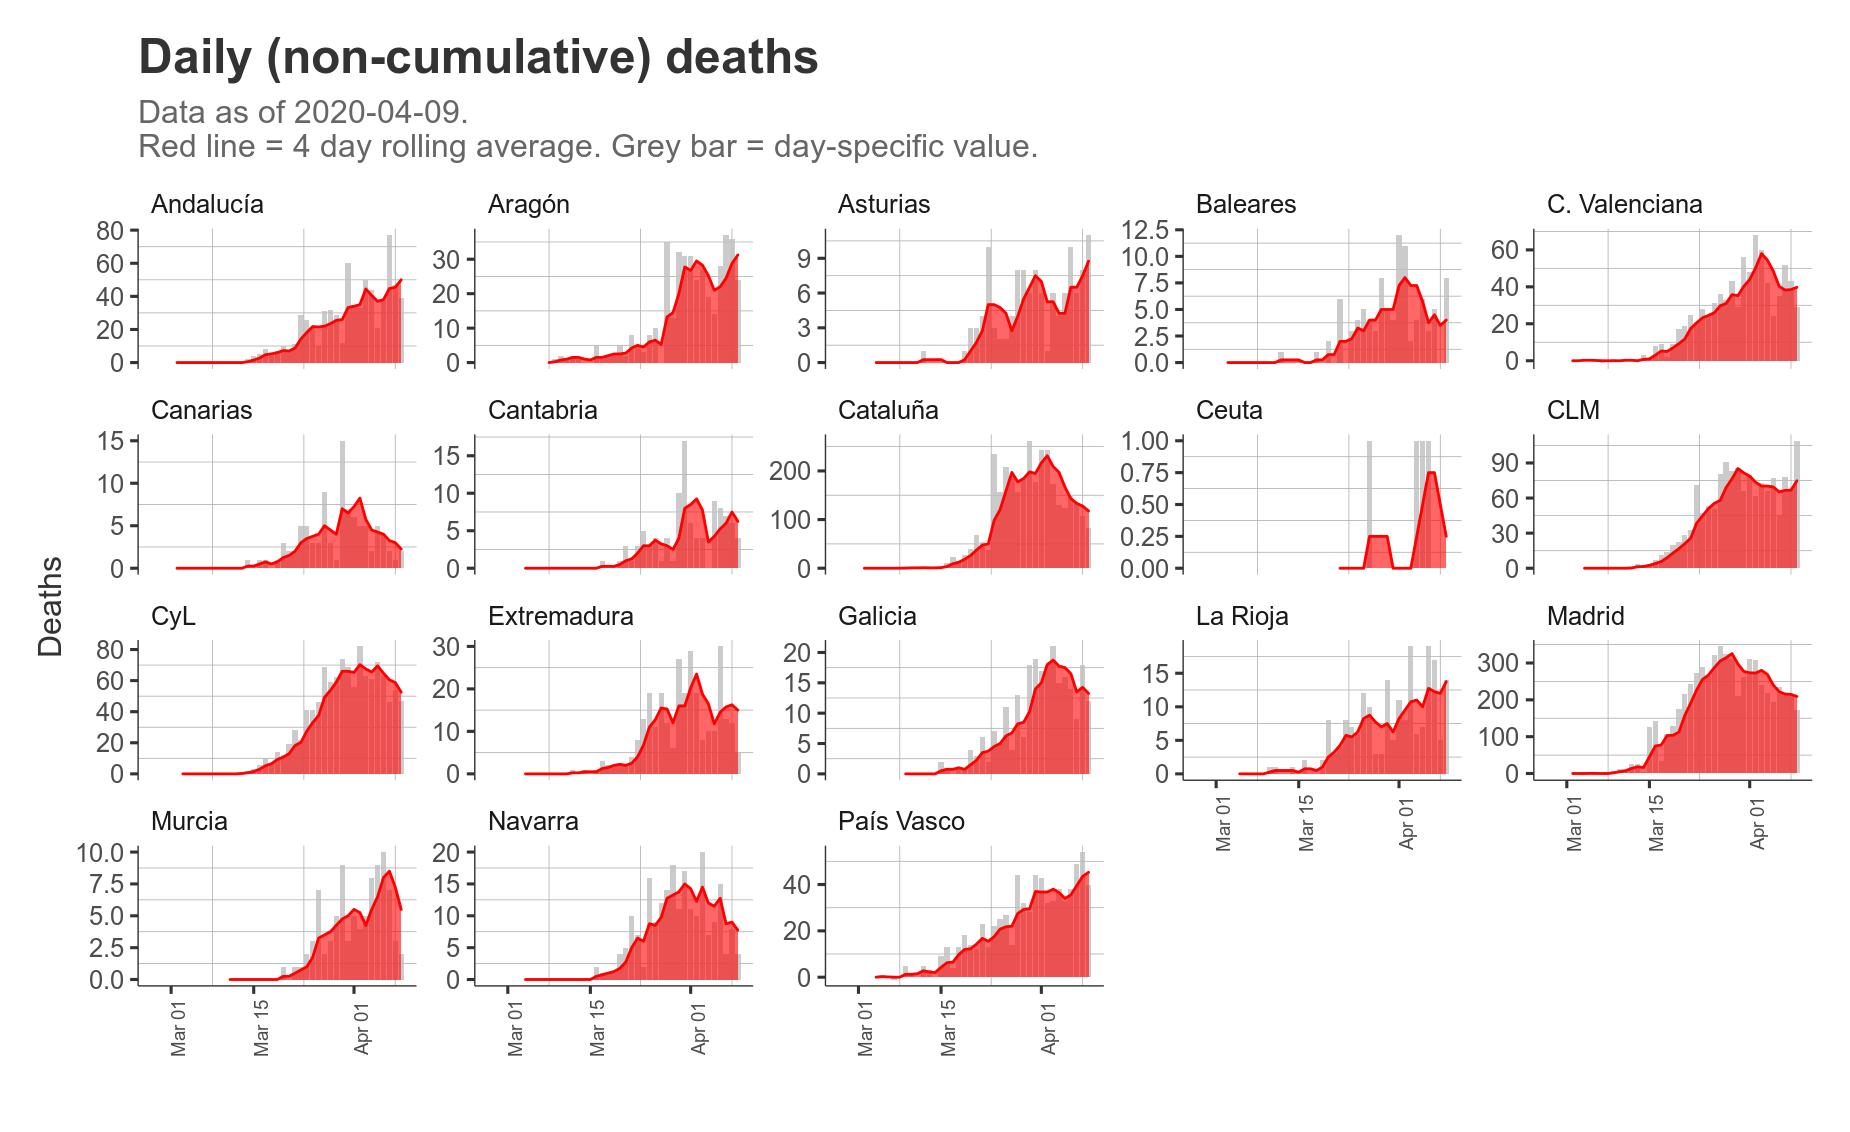 Daily (non-cumulative) deaths
Data as of 2020-04-09.
Red line = 4 day rolling average. Grey bar = day-specific value.
Deaths
Andalucía
80
60
40
20
0
Aragón
30
20
10
0
Asturias
9
6
3
0
Baleares
12.5
10.0
7.5
5.0
2.5
0.0
C. Valenciana
60
40
20
0
Canarias
15
10
5
0
Cantabria
15
10
5
0
Cataluña
200
100
0
Ceuta
1.00
0.75
0.50
0.25
0.00
CLM
90
60
30
0
CyL
80
60
40
20
0
Extremadura
30
20
10
0
Galicia
20
15
10
5
0
La Rioja
15
10
5
0
Mar 01
Mar 15
Apr 01
Madrid
300
200
100
0
Mar 01
Mar 15
Apr 01
Murcia
10.0
7.5
5.0
2.5
0.0
Mar 01
Mar 15
Apr 01
Navarra
20
15
10
5
0
Mar 01
Mar 15
Apr 01
País Vasco
40
20
0
Mar 01
Mar 15
Apr 01